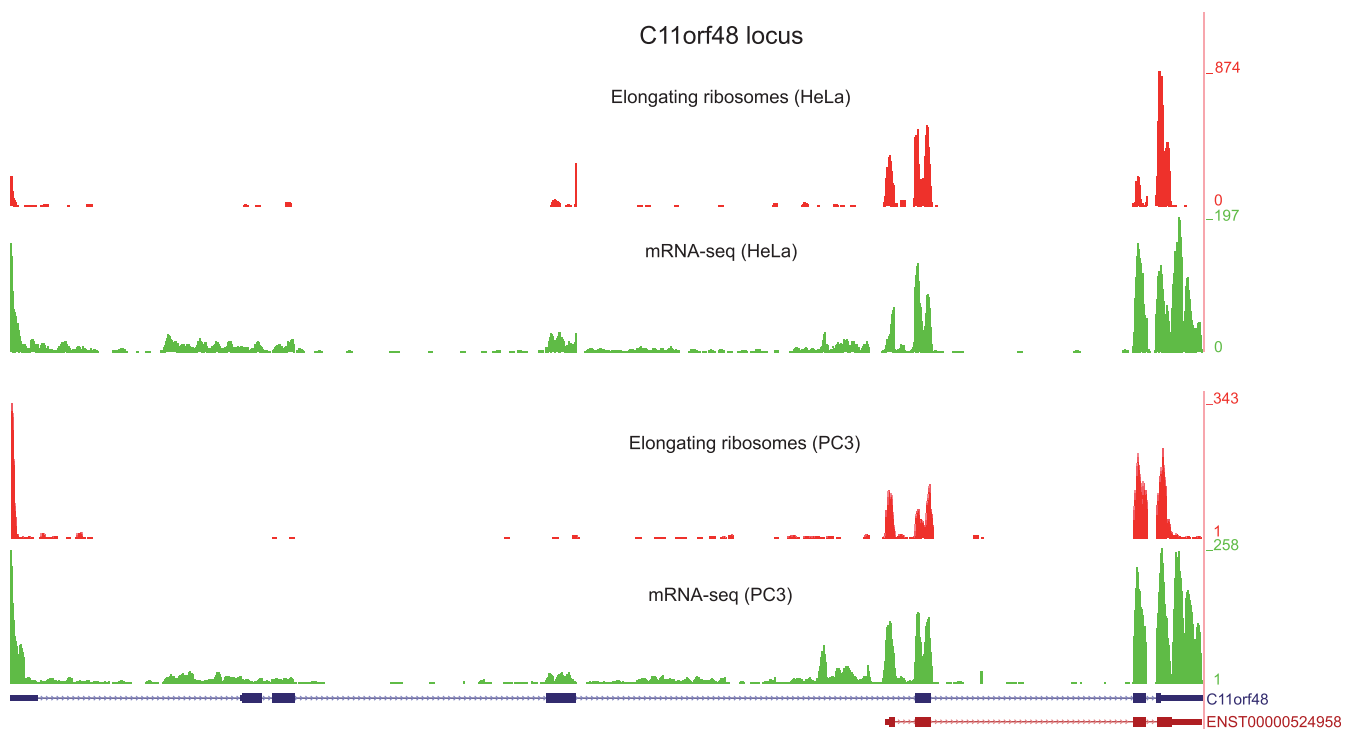 C11orf48 locus
_874
Elongating ribosomes (HeLa)
0
_197
mRNA-seq (HeLa)
0
_343
Elongating ribosomes (PC3)
1
_258
mRNA-seq (PC3)
1
C11orf48
ENST00000524958